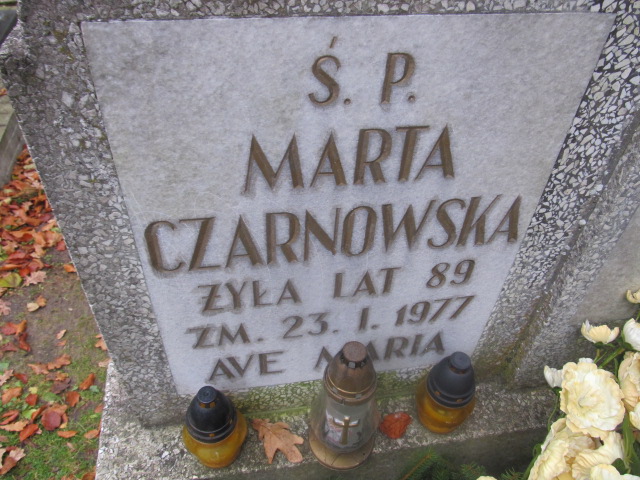 Ś. P.
MARTA
CZARNOWSKA
ŻYŁA LAT 89
ZM. 23. I. 1977
AVE MARIA